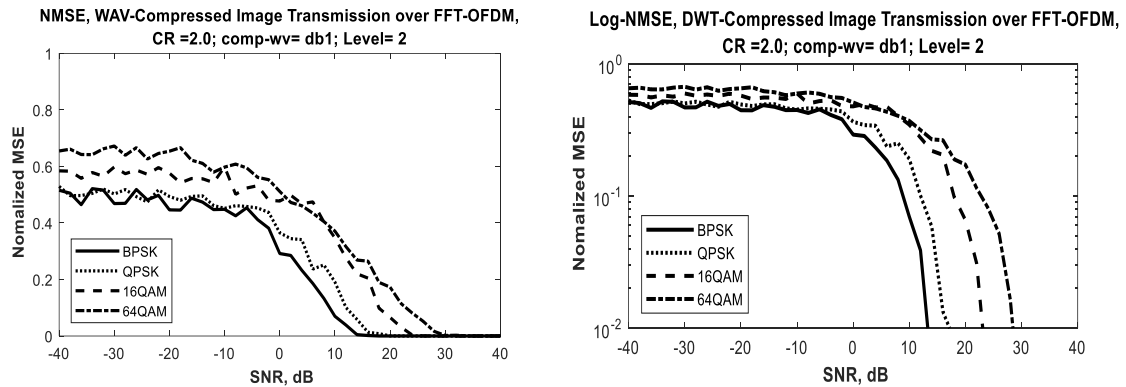 NMSE, WAV-Compressed Image Transmission over FFT-OFDM,
CR =2.0; comp-wv= db1; Level= 2
1
0.8
0.6
0.4
0.2
0
Nomalized MSE
BPSK
QPSK
16QAM
64QAM
-40 -30 -20 -10 0 10 20 30 40
SNR, dB
Log-NMSE, DWT-Compressed Image Transmission over FFT-OFDM,
CR =2.0; comp-wv= db1; Level= 2
10^0
10^-1
10^-2
Nomalized MSE
BPSK
QPSK
16QAM
64QAM
-40 -30 -20 -10 0 10 20 30 40
SNR, dB